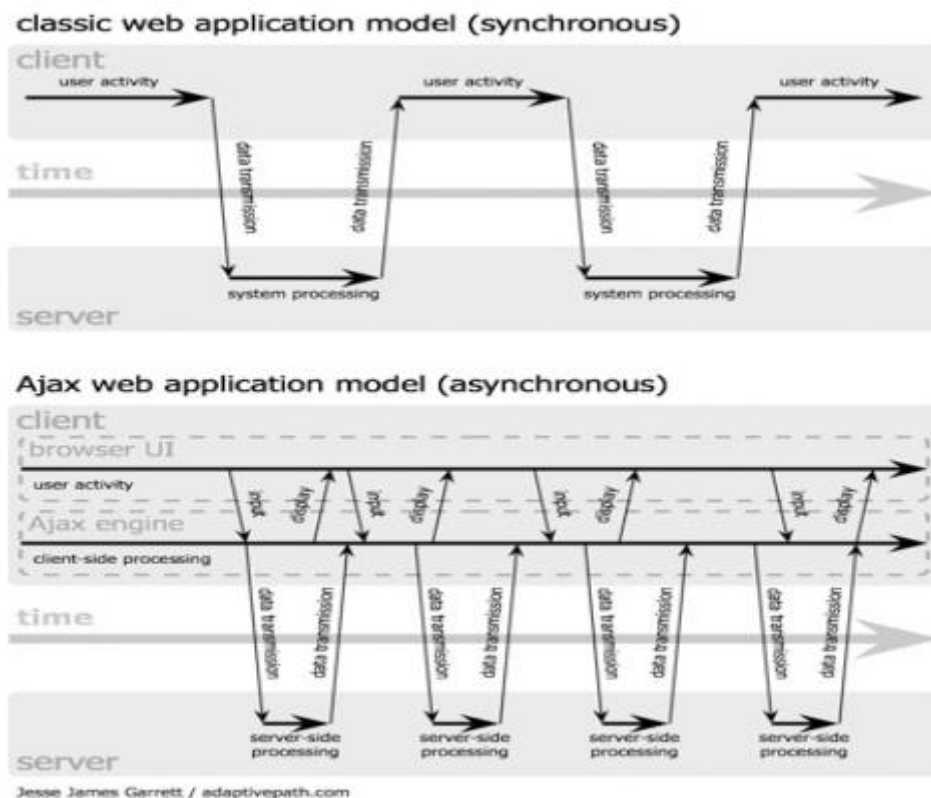 classic web application model (synchronous)
client
user activity
user activity
user activity
data transmission
data transmission
data transmission
data transmission
time
system processing
system processing
server
Ajax web application model (asynchronous)
client
browser UI
user activity
input
display
input
display
input
display
input
display
Ajax engine
client-side processing
data transmission
data transmission
data transmission
data transmission
data transmission
data transmission
data transmission
data transmission
time
server-side
processing
server-side
processing
server-side
processing
server-side
processing
server
Jesse James Garrett / adaptivepath.com